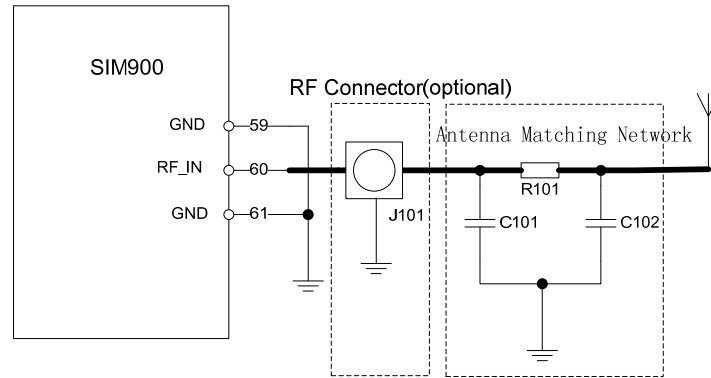 SIM900
RF Connector(optional)
Antenna Matching Network
GND
59
RF_IN
60
GND
61
J101
R101
C101
C102